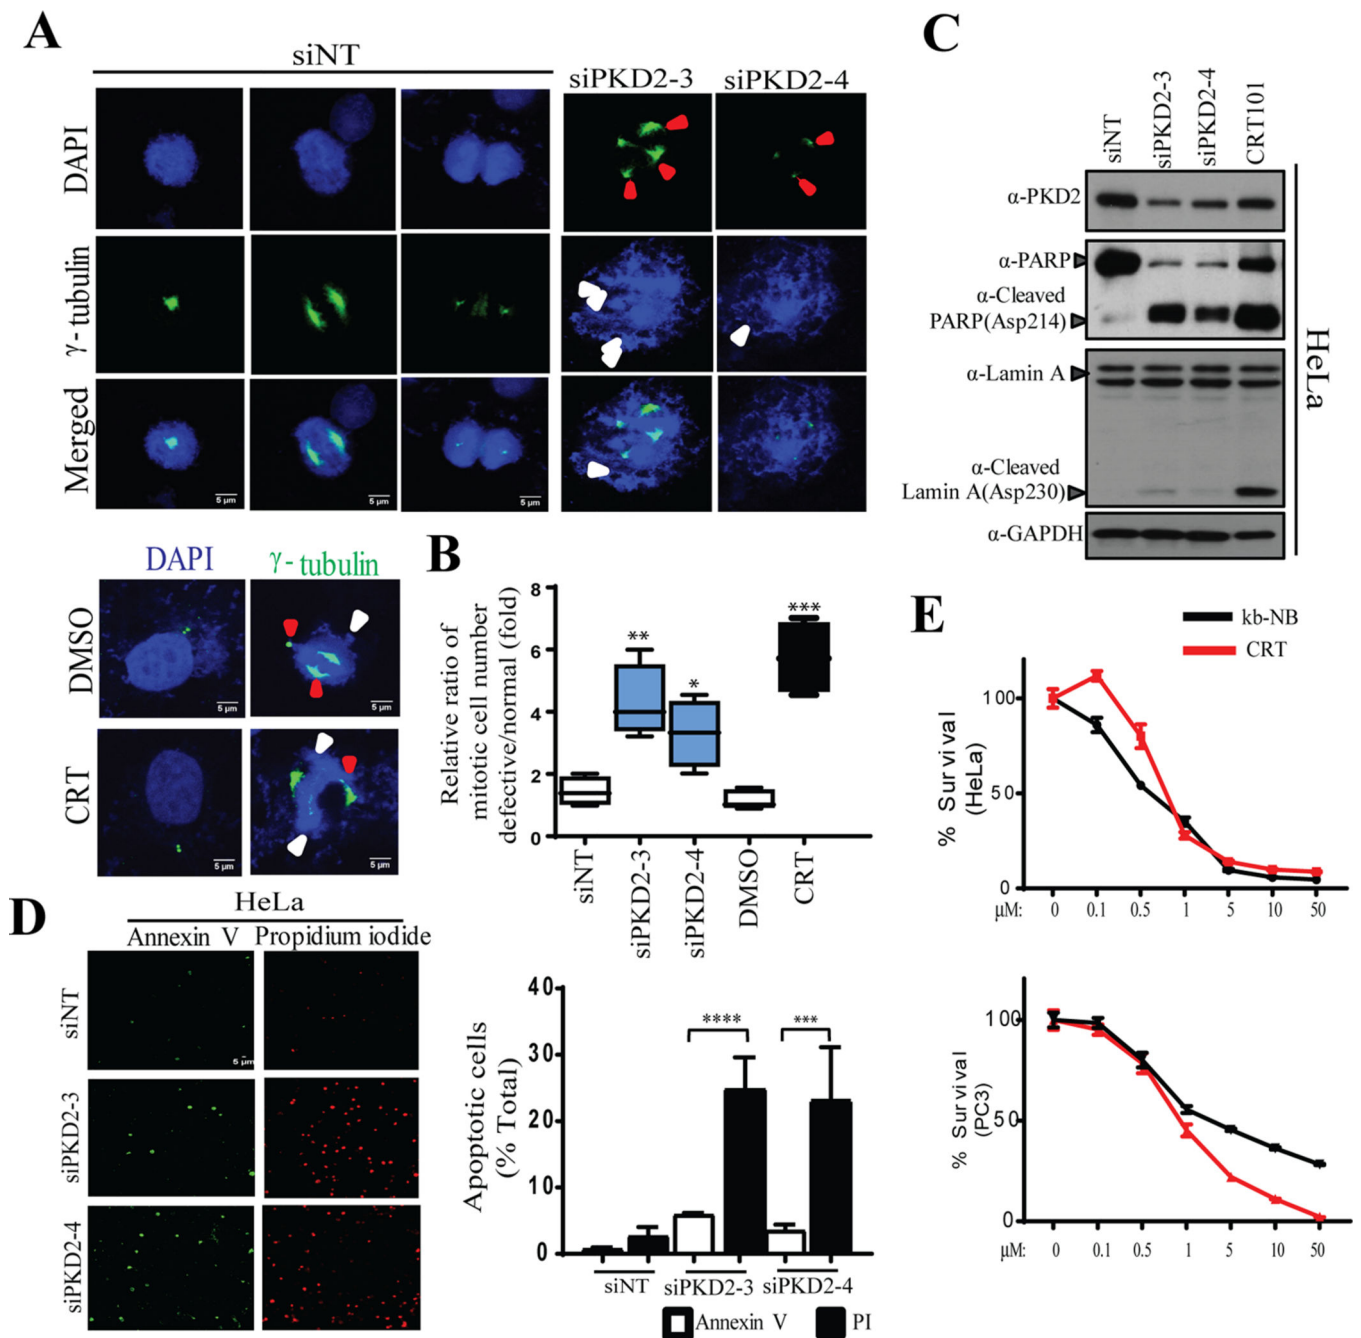 A
siNT
siPKD2-3
siPKD2-4
DAPI
γ- tubulin
Merged
5 μm
5 μm
5 μm
5 μm
5 μm
DAPI
γ- tubulin
DMSO
CRT
5 μm
5 μm
5 μm
5 μm
B
Relative ratio of
mitotic cell number
defective/normal (fold)
8
6
4
2
0
**
*
***
siNT
siPKD2-3
siPKD2-4
DMSO
CRT
C
siNT
siPKD2-3
siPKD2-4
CRT101
α-PKD2
α-PARP
α-Cleaved
PARP(Asp214)
α-Lamin A
α-Cleaved
Lamin A(Asp230)
α-GAPDH
HeLa
D
HeLa
Annexin V
Propidium iodide
siNT
siPKD2-3
siPKD2-4
5 μm
Apoptotic cells
(% Total)
40
30
20
10
0
****
***
siNT
siPKD2-3
siPKD2-4
Annexin V
PI
E
kb-NB
CRT
% Survival
(HeLa)
100
50
0
μM: 0 0.1 0.5 1 5 10 50
% Survival
(PC3)
100
50
0
μM: 0 0.1 0.5 1 5 10 50